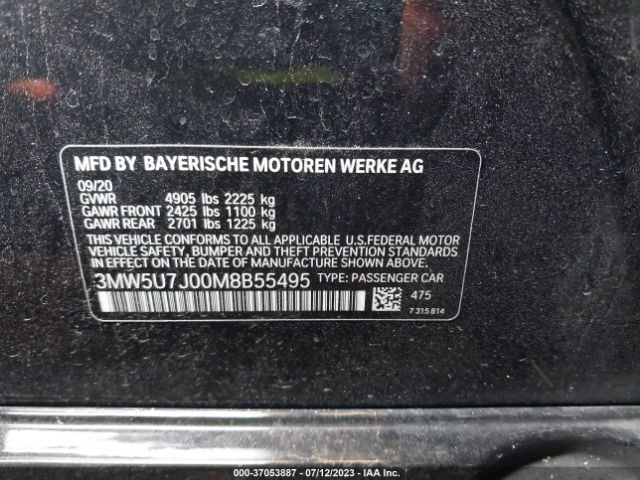 MFD BY BAYERISCHE MOTOREN WERKE AG
09/20
GVWR 4905 lbs 2225 kg
GAWR FRONT 2425 lbs 1100 kg
GAWR REAR 2701 lbs 1225 kg
THIS VEHICLE CONFORMS TO ALL APPLICABLE U.S.FEDERAL MOTOR
VEHICLE SAFETY, BUMPER AND THEFT PREVENTION STANDARDS
IN EFFECT ON THE DATE OF MANUFACTURE SHOWN ABOVE.
3MW5U7J00M8B55495 TYPE: PASSENGER CAR
475
7 315 814
000-37053887 - 07/12/2023 - IAA Inc.